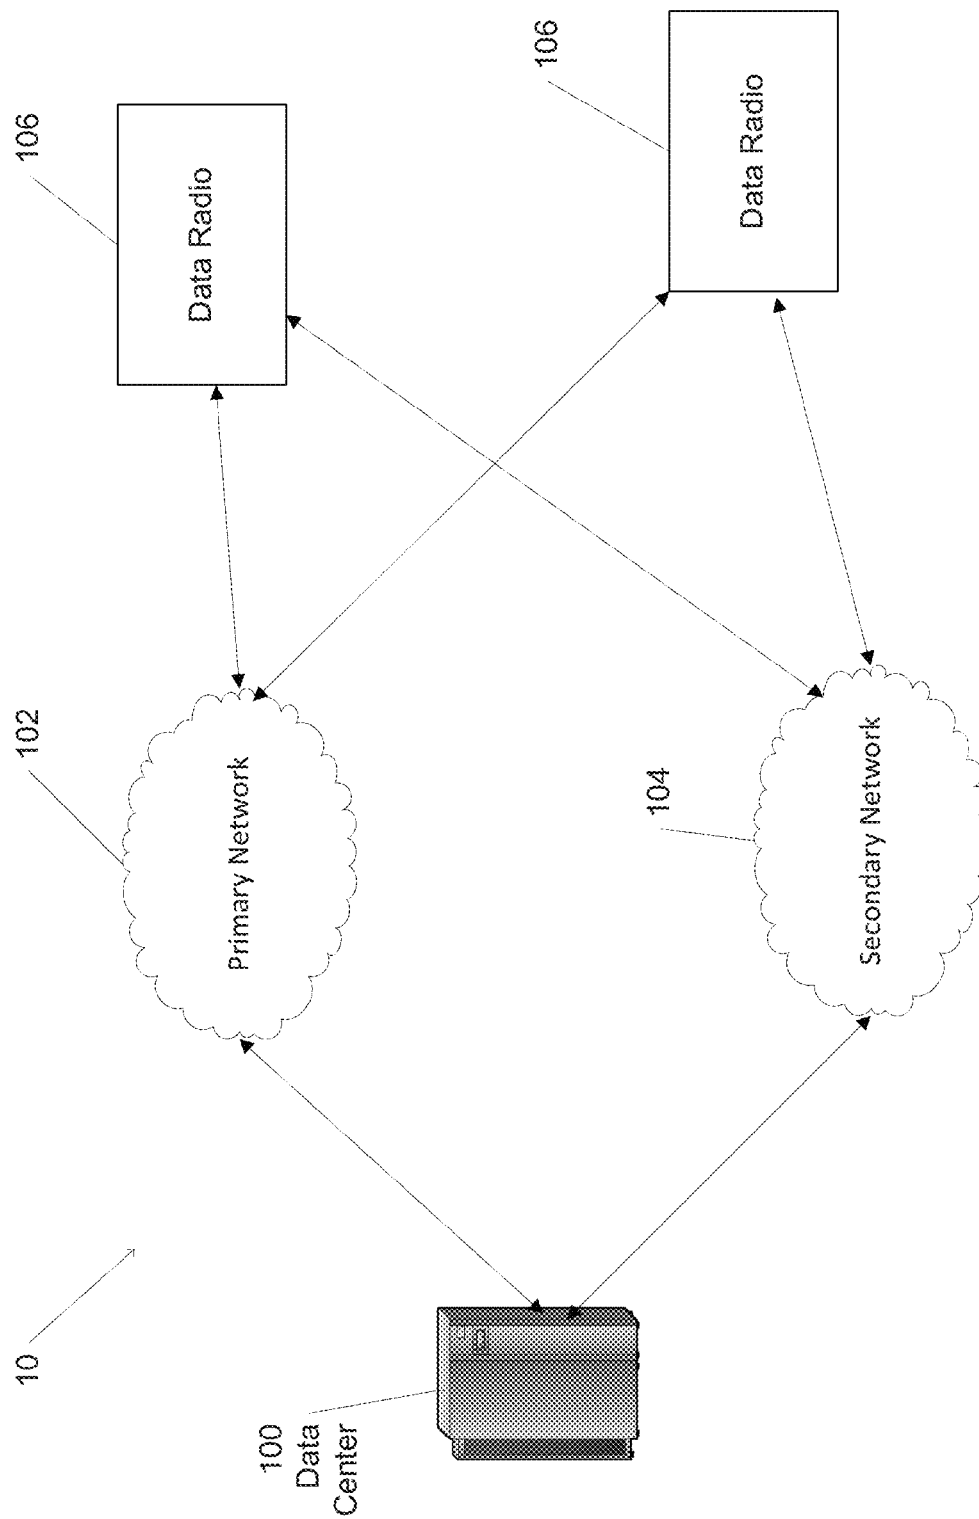 10
100
Data
Center
102
Primary Network
104
Secondary Network
106
Data Radio
106
Data Radio